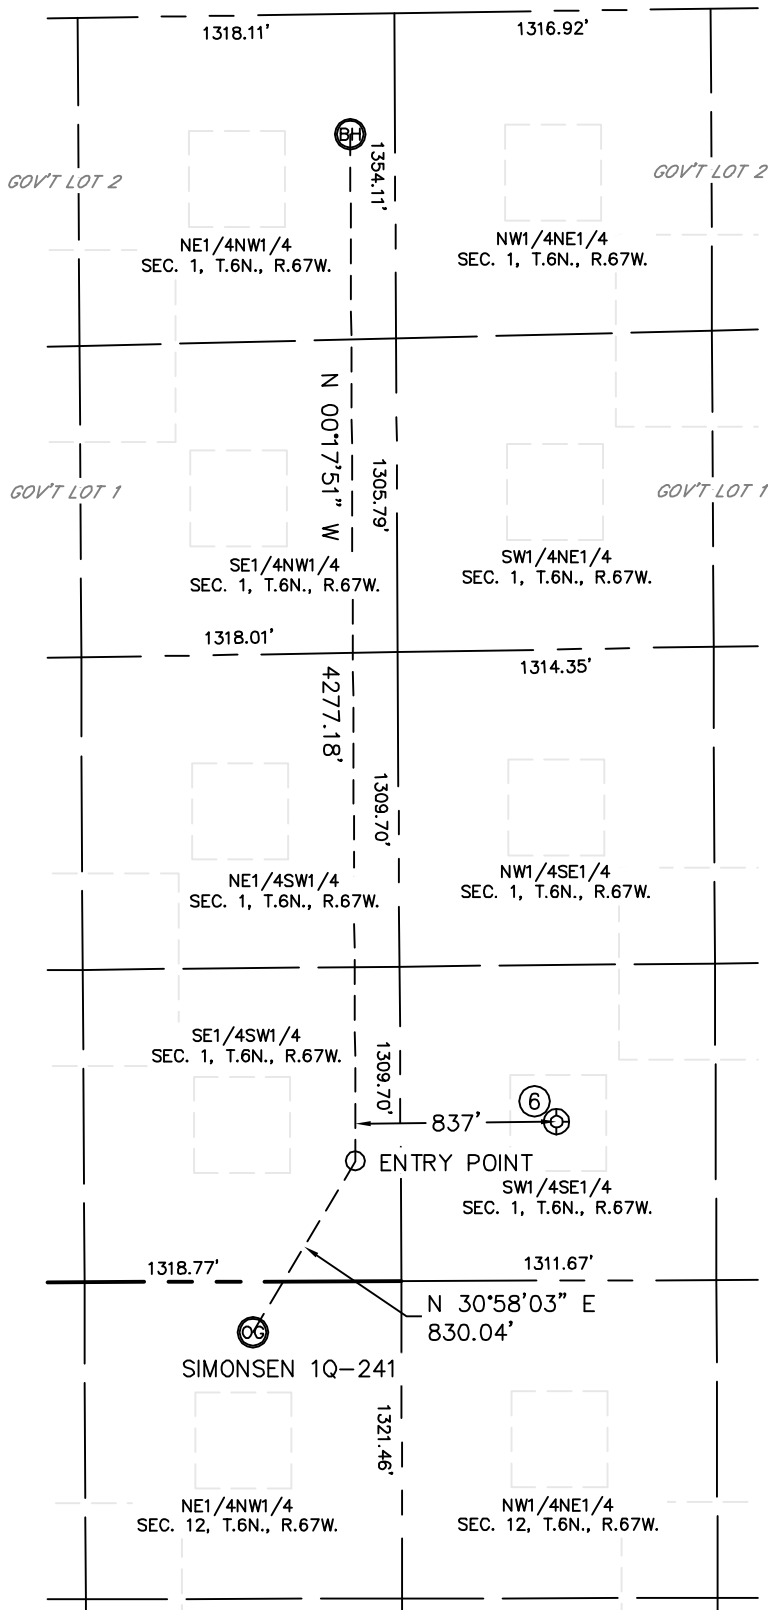 1318.11'
1316.92'
BH
1354.11'
GOV'T LOT 2
GOV'T LOT 2
NE1/4NW1/4
SEC. 1, T.6N., R.67W.
NW1/4NE1/4
SEC. 1, T.6N., R.67W.
N 00°17'51" W
1305.79'
GOV'T LOT 1
GOV'T LOT 1
SE1/4NW1/4
SEC. 1, T.6N., R.67W.
SW1/4NE1/4
SEC. 1, T.6N., R.67W.
1318.01'
1314.35'
4277.18'
1309.70'
NE1/4SW1/4
SEC. 1, T.6N., R.67W.
NW1/4SE1/4
SEC. 1, T.6N., R.67W.
SE1/4SW1/4
SEC. 1, T.6N., R.67W.
1309.70'
6
837'
ENTRY POINT
SW1/4SE1/4
SEC. 1, T.6N., R.67W.
1318.77'
1311.67'
N 30°58'03" E
830.04'
OG
SIMONSEN 1Q-241
1321.46'
NE1/4NW1/4
SEC. 12, T.6N., R.67W.
NW1/4NE1/4
SEC. 12, T.6N., R.67W.